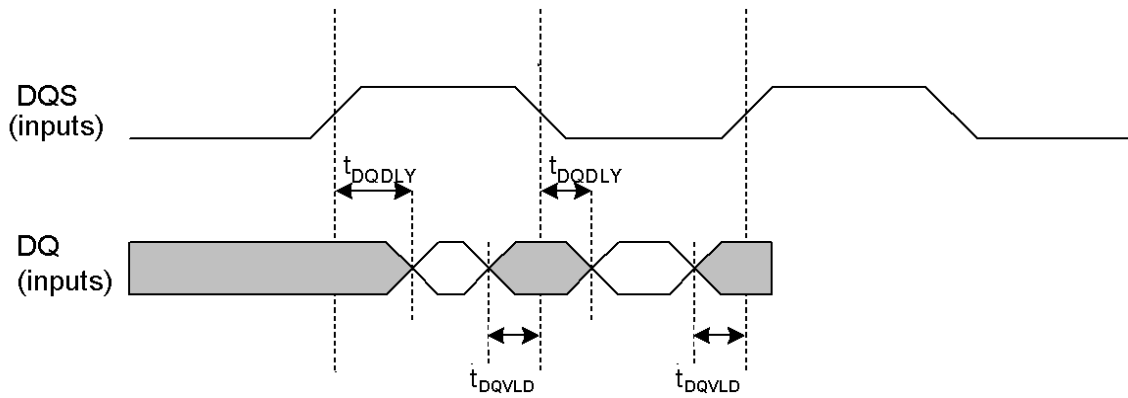 DQS
(inputs)
tDQDLY
tDQDLY
DQ
(inputs)
tDQVLD
tDQVLD